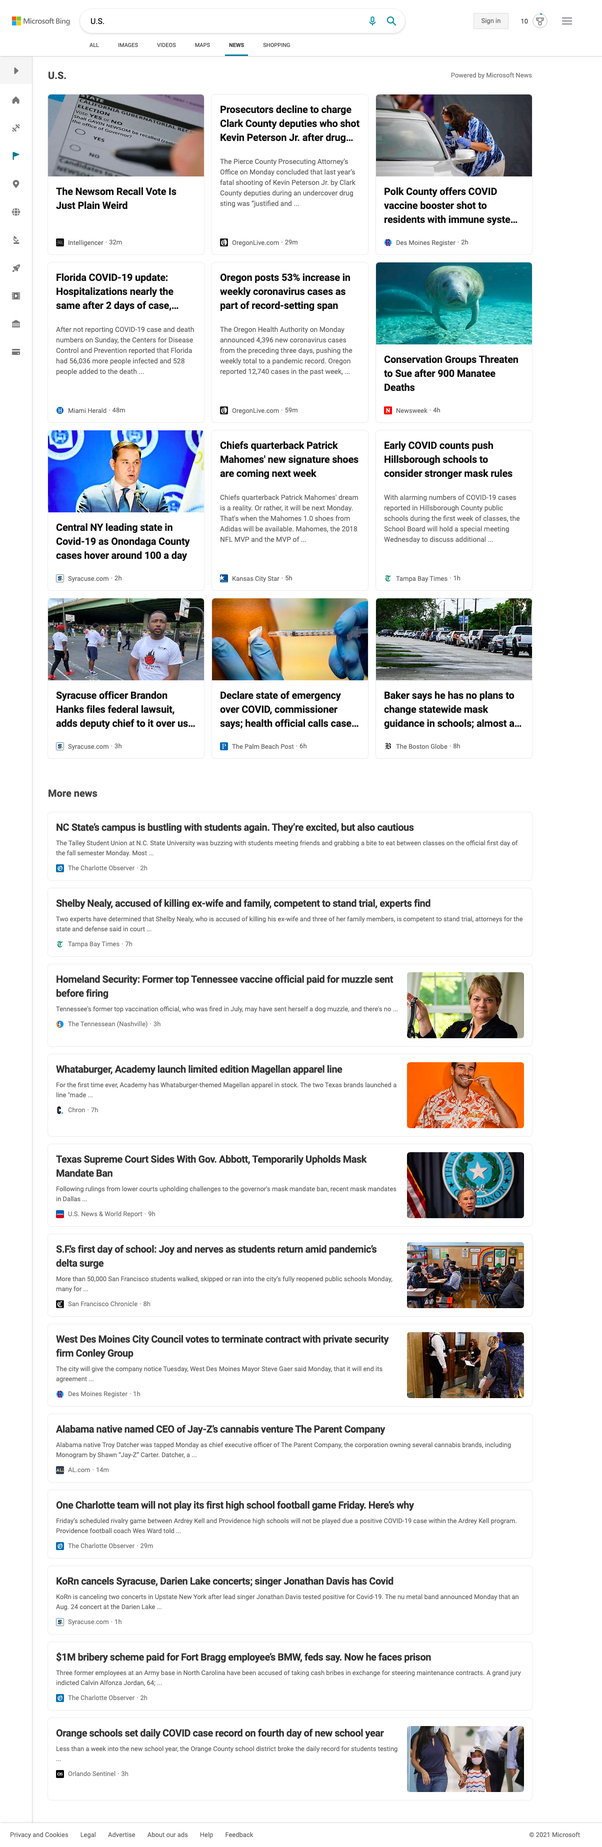 Microsoft Bing
U.S.
Sign in
10
ALL IMAGES VIDEOS MAPS NEWS SHOPPING
U.S.
Powered by Microsoft News
The Newsom Recall Vote Is
Just Plain Weird
Intelligencer · 32m
Prosecutors decline to charge
Clark County deputies who shot
Kevin Peterson Jr. after drug...
The Pierce County Prosecuting Attorney's
Office on Monday concluded that last year's
fatal shooting of Kevin Peterson Jr. by Clark
County deputies during an undercover drug
sting was "justified and ...
OregonLive.com · 29m
Polk County offers COVID
vaccine booster shot to
residents with immune syste...
Des Moines Register · 2h
Florida COVID-19 update:
Hospitalizations nearly the
same after 2 days of case,...
After not reporting COVID-19 case and death
numbers on Sunday, the Centers for Disease
Control and Prevention reported that Florida
had 56,036 more people infected and 528
people added to the death ...
Miami Herald · 48m
Oregon posts 53% increase in
weekly coronavirus cases as
part of record-setting span
The Oregon Health Authority on Monday
announced 4,396 new coronavirus cases
from the preceding three days, pushing the
weekly total to a pandemic record. Oregon
reported 12,740 cases in the past week, ...
OregonLive.com · 59m
Conservation Groups Threaten
to Sue after 900 Manatee
Deaths
Newsweek · 4h
Central NY leading state in
Covid-19 as Onondaga County
cases hover around 100 a day
Syracuse.com · 2h
Chiefs quarterback Patrick
Mahomes' new signature shoes
are coming next week
Chiefs quarterback Patrick Mahomes' dream
is a reality. Or rather, it will be next Monday.
That's when the Mahomes 1.0 shoes from
Adidas will be available. Mahomes, the 2018
NFL MVP and the MVP of ...
Kansas City Star · 5h
Early COVID counts push
Hillsborough schools to
consider stronger mask rules
With alarming numbers of COVID-19 cases
reported in Hillsborough County public
schools during the first week of classes, the
School Board will hold a special meeting
Wednesday to discuss additional ...
Tampa Bay Times · 1h
Syracuse officer Brandon
Hanks files federal lawsuit,
adds deputy chief to it over us...
Syracuse.com · 3h
Declare state of emergency
over COVID, commissioner
says; health official calls case...
The Palm Beach Post · 6h
Baker says he has no plans to
change statewide mask
guidance in schools; almost a...
The Boston Globe · 8h
More news
NC State's campus is bustling with students again. They're excited, but also cautious
The Talley Student Union at N.C. State University was buzzing with students meeting friends and grabbing a bite to eat between classes on the official first day of
the fall semester Monday. Most ...
The Charlotte Observer · 2h
Shelby Nealy, accused of killing ex-wife and family, competent to stand trial, experts find
Two experts have determined that Shelby Nealy, who is accused of killing his ex-wife and three of her family members, is competent to stand trial, attorneys for the
state and defense said in court ...
Tampa Bay Times · 7h
Homeland Security: Former top Tennessee vaccine official paid for muzzle sent
before firing
Tennessee's former top vaccination official, who was fired in July, may have sent herself a dog muzzle, and there's no ...
The Tennessean (Nashville) · 3h
Whataburger, Academy launch limited edition Magellan apparel line
For the first time ever, Academy has Whataburger-themed Magellan apparel in stock. The two Texas brands launched a
line "made ...
Chron · 7h
Texas Supreme Court Sides With Gov. Abbott, Temporarily Upholds Mask
Mandate Ban
Following rulings from lower courts upholding challenges to the governor's mask mandate ban, recent mask mandates
in Dallas ...
U.S. News & World Report · 9h
S.F.'s first day of school: Joy and nerves as students return amid pandemic's
delta surge
More than 50,000 San Francisco students walked, skipped or ran into the city's fully reopened public schools Monday,
many for ...
San Francisco Chronicle · 8h
West Des Moines City Council votes to terminate contract with private security
firm Conley Group
The city will give the company notice Tuesday, West Des Moines Mayor Steve Gaer said Monday, that it will end its
agreement ...
Des Moines Register · 1h
Alabama native named CEO of Jay-Z's cannabis venture The Parent Company
Alabama native Troy Datcher was tapped Monday as chief executive officer of The Parent Company, the corporation owning several cannabis brands, including
Monogram by Shawn "Jay-Z" Carter. Datcher, a ...
AL.com · 14m
One Charlotte team will not play its first high school football game Friday. Here's why
Friday's scheduled rivalry game between Ardrey Kell and Providence high schools will not be played due a positive COVID-19 case within the Ardrey Kell program.
Providence football coach Wes Ward told ...
The Charlotte Observer · 29m
KoRn cancels Syracuse, Darien Lake concerts; singer Jonathan Davis has Covid
KoRn is canceling two concerts in Upstate New York after lead singer Jonathan Davis tested positive for Covid-19. The nu metal band announced Monday that an
Aug. 24 concert at the Darien Lake ...
Syracuse.com · 1h
$1M bribery scheme paid for Fort Bragg employee's BMW, feds say. Now he faces prison
Three former employees at an Army base in North Carolina have been accused of taking cash bribes in exchange for steering maintenance contracts. A grand jury
indicted Calvin Alfonza Jordan, 64; ...
The Charlotte Observer · 2h
Orange schools set daily COVID case record on fourth day of new school year
Less than a week into the new school year, the Orange County school district broke the daily record for students testing
...
Orlando Sentinel · 3h
Privacy and Cookies Legal Advertise About our ads Help Feedback
© 2021 Microsoft